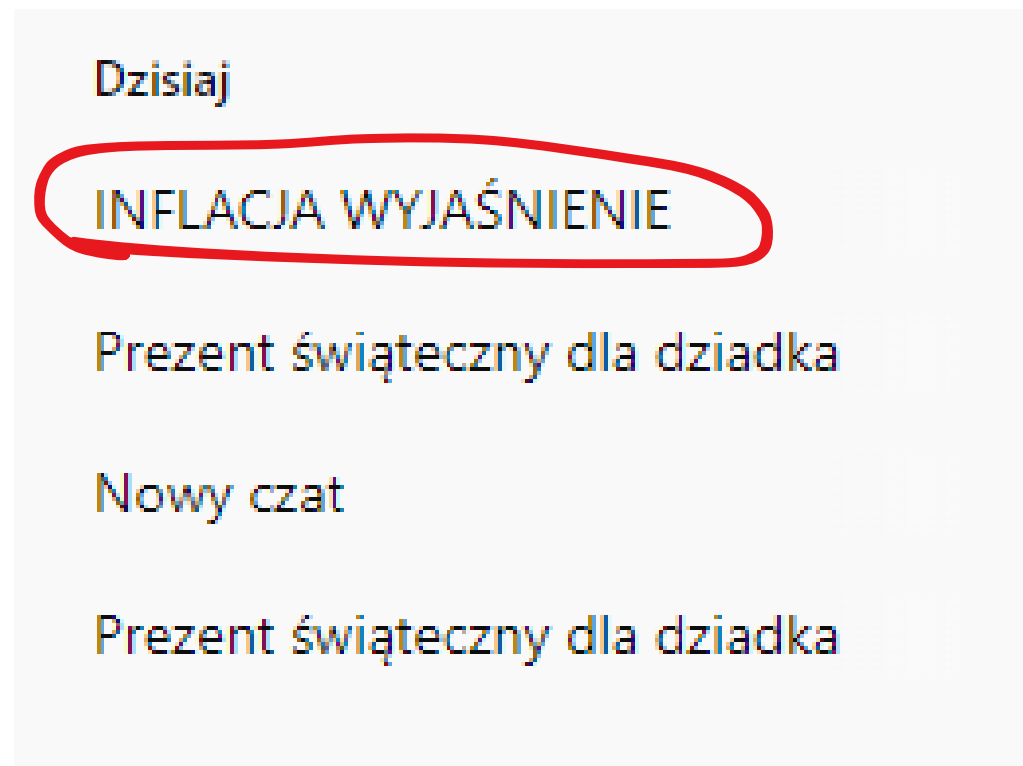 Dzisiaj
INFLACJA WYJAŚNIENIE
Prezent świąteczny dla dziadka
Nowy czat
Prezent świąteczny dla dziadka